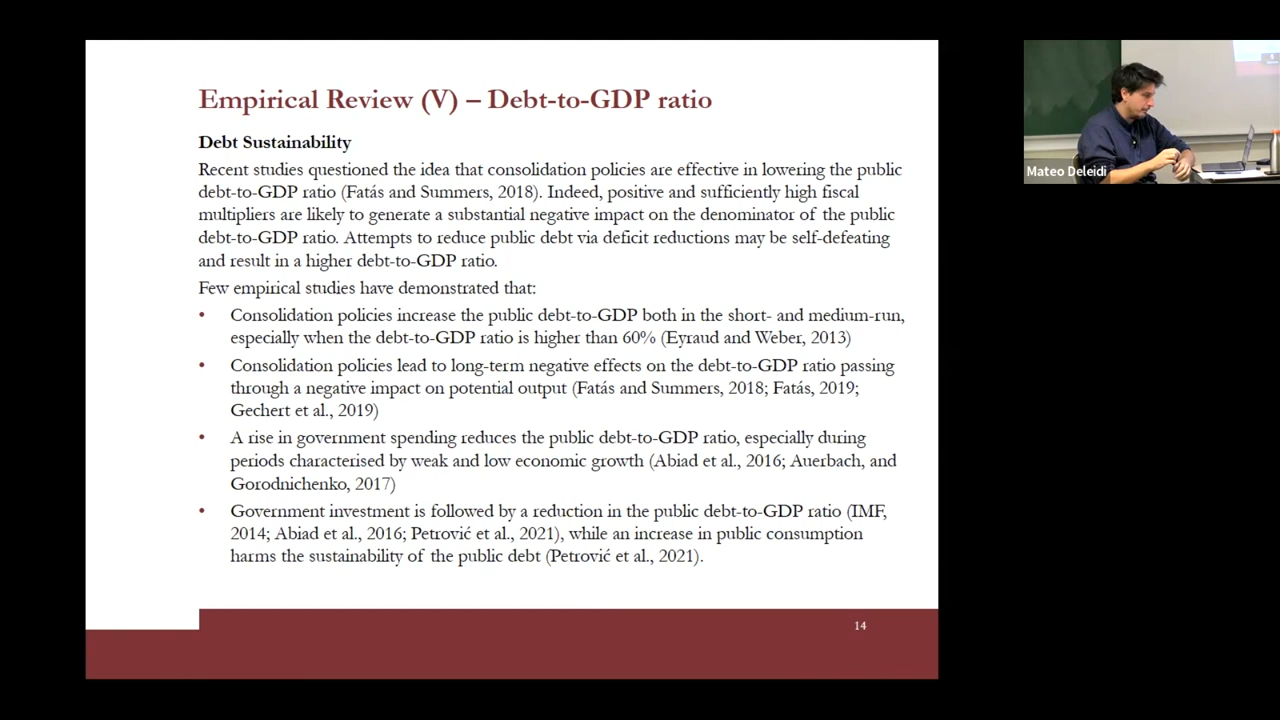 Empirical Review (V) – Debt-to-GDP ratio
Debt Sustainability
Recent studies questioned the idea that consolidation policies are effective in lowering the public
debt-to-GDP ratio (Fatás and Summers, 2018). Indeed, positive and sufficiently high fiscal
multipliers are likely to generate a substantial negative impact on the denominator of the public
debt-to-GDP ratio. Attempts to reduce public debt via deficit reductions may be self-defeating
and result in a higher debt-to-GDP ratio.
Few empirical studies have demonstrated that:
• Consolidation policies increase the public debt-to-GDP both in the short- and medium-run,
especially when the debt-to-GDP ratio is higher than 60% (Eyraud and Weber, 2013)
• Consolidation policies lead to long-term negative effects on the debt-to-GDP ratio passing
through a negative impact on potential output (Fatás and Summers, 2018; Fatás, 2019;
Gechert et al., 2019)
• A rise in government spending reduces the public debt-to-GDP ratio, especially during
periods characterised by weak and low economic growth (Abiad et al., 2016; Auerbach, and
Gorodnichenko, 2017)
• Government investment is followed by a reduction in the public debt-to-GDP ratio (IMF,
2014; Abiad et al., 2016; Petrović et al., 2021), while an increase in public consumption
harms the sustainability of the public debt (Petrović et al., 2021).
14
Mateo Deleidi